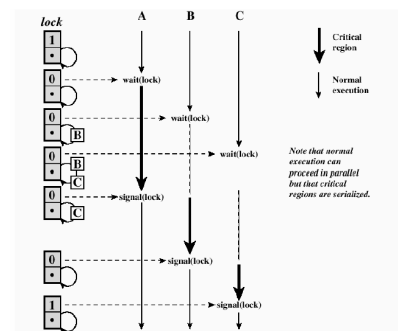 lock
A B C
1
Critical
region
0
wait(lock)
Normal
execution
0
wait(lock)
B
0
wait(lock)
B
C
Note that normal
execution can
proceed in parallel
but that critical
regions are serialized.
0
signal(lock)
C
0
signal(lock)
1
signal(lock)